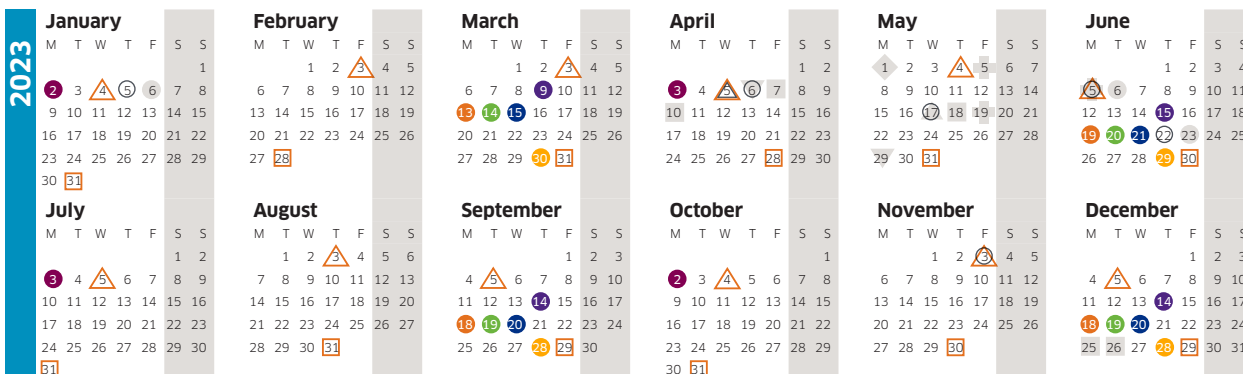 2023
January
M T W T F S S
1
2 3 4 5 6 7 8
9 10 11 12 13 14 15
16 17 18 19 20 21 22
23 24 25 26 27 28 29
30 31
February
M T W T F S S
1 2 3 4 5
6 7 8 9 10 11 12
13 14 15 16 17 18 19
20 21 22 23 24 25 26
27 28
March
M T W T F S S
1 2 3 4 5
6 7 8 9 10 11 12
13 14 15 16 17 18 19
20 21 22 23 24 25 26
27 28 29 30 31
April
M T W T F S S
1 2
3 4 5 6 7 8 9
10 11 12 13 14 15 16
17 18 19 20 21 22 23
24 25 26 27 28 29 30
May
M T W T F S S
1 2 3 4 5 6 7
8 9 10 11 12 13 14
15 16 17 18 19 20 21
22 23 24 25 26 27 28
29 30 31
June
M T W T F S S
1 2 3 4
5 6 7 8 9 10 11
12 13 14 15 16 17 18
19 20 21 22 23 24 25
26 27 28 29 30
July
M T W T F S S
1 2
3 4 5 6 7 8 9
10 11 12 13 14 15 16
17 18 19 20 21 22 23
24 25 26 27 28 29 30
31
August
M T W T F S S
1 2 3 4 5 6
7 8 9 10 11 12 13
14 15 16 17 18 19 20
21 22 23 24 25 26 27
28 29 30 31
September
M T W T F S S
1 2 3
4 5 6 7 8 9 10
11 12 13 14 15 16 17
18 19 20 21 22 23 24
25 26 27 28 29 30
October
M T W T F S S
1
2 3 4 5 6 7 8
9 10 11 12 13 14 15
16 17 18 19 20 21 22
23 24 25 26 27 28 29
30 31
November
M T W T F S S
1 2 3 4 5
6 7 8 9 10 11 12
13 14 15 16 17 18 19
20 21 22 23 24 25 26
27 28 29 30
December
M T W T F S S
1 2 3
4 5 6 7 8 9 10
11 12 13 14 15 16 17
18 19 20 21 22 23 24
25 26 27 28 29 30 31